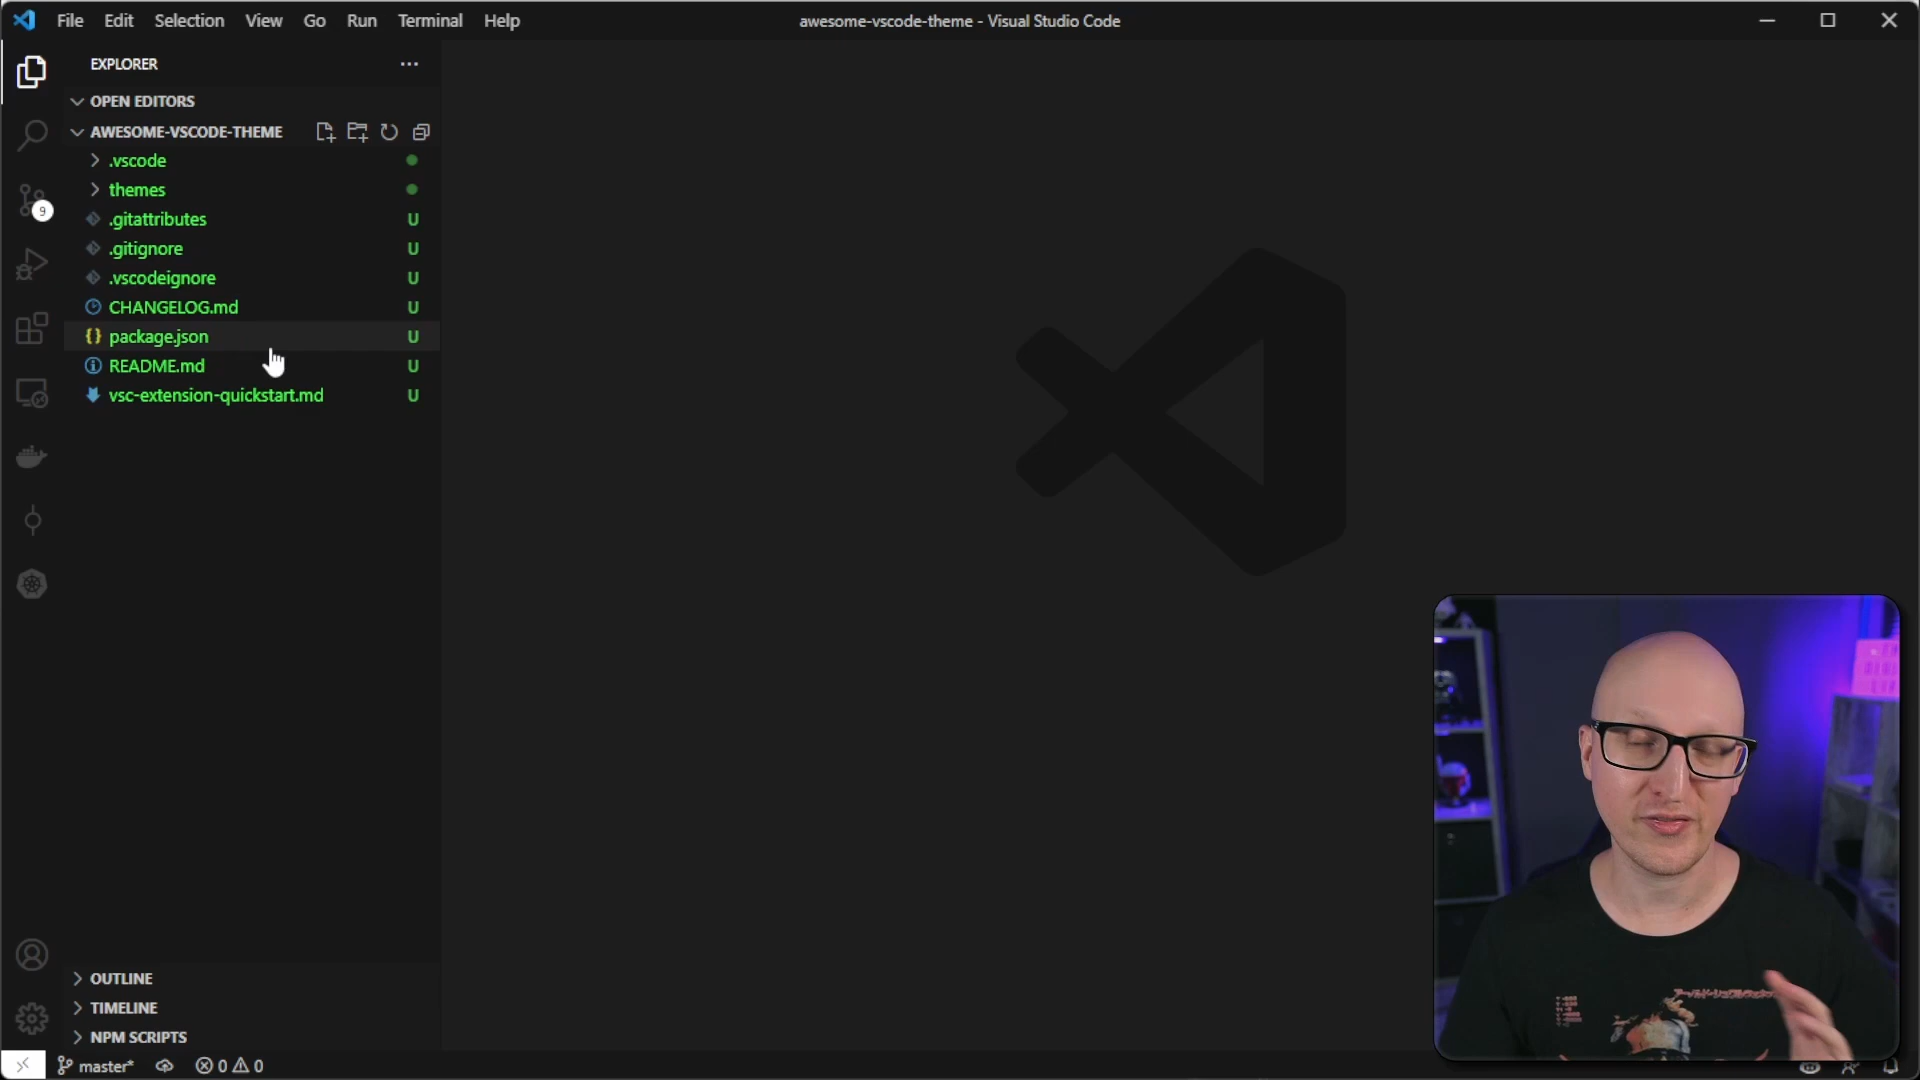 File Edit Selection View Go Run Terminal Help
awesome-vscode-theme - Visual Studio Code
EXPLORER
OPEN EDITORS
AWESOME-VSCODE-THEME
.vscode
themes
.gitattributes U
.gitignore U
.vscodeignore U
CHANGELOG.md U
package.json U
README.md U
vsc-extension-quickstart.md U
9
OUTLINE
TIMELINE
NPM SCRIPTS
master* 0 0